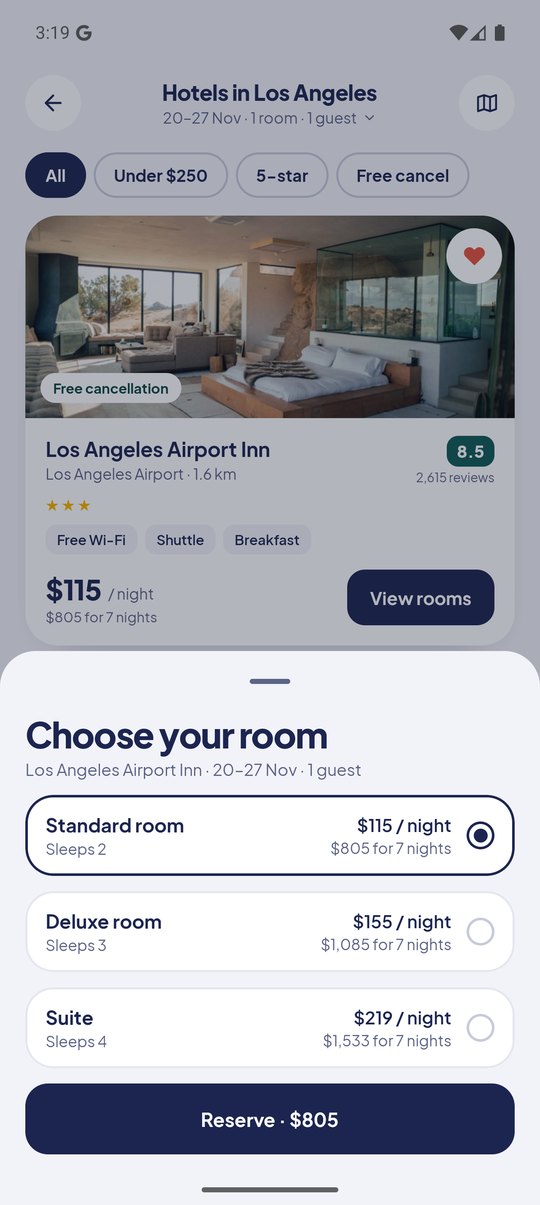 3:19
Hotels in Los Angeles
20–27 Nov · 1 room · 1 guest
All
Under $250
5-star
Free cancel
Free cancellation
Los Angeles Airport Inn
8.5
Los Angeles Airport · 1.6 km
2,615 reviews
Free Wi-Fi
Shuttle
Breakfast
$115 / night
$805 for 7 nights
View rooms
Choose your room
Los Angeles Airport Inn · 20–27 Nov · 1 guest
Standard room
$115 / night
Sleeps 2
$805 for 7 nights
Deluxe room
$155 / night
Sleeps 3
$1,085 for 7 nights
Suite
$219 / night
Sleeps 4
$1,533 for 7 nights
Reserve · $805